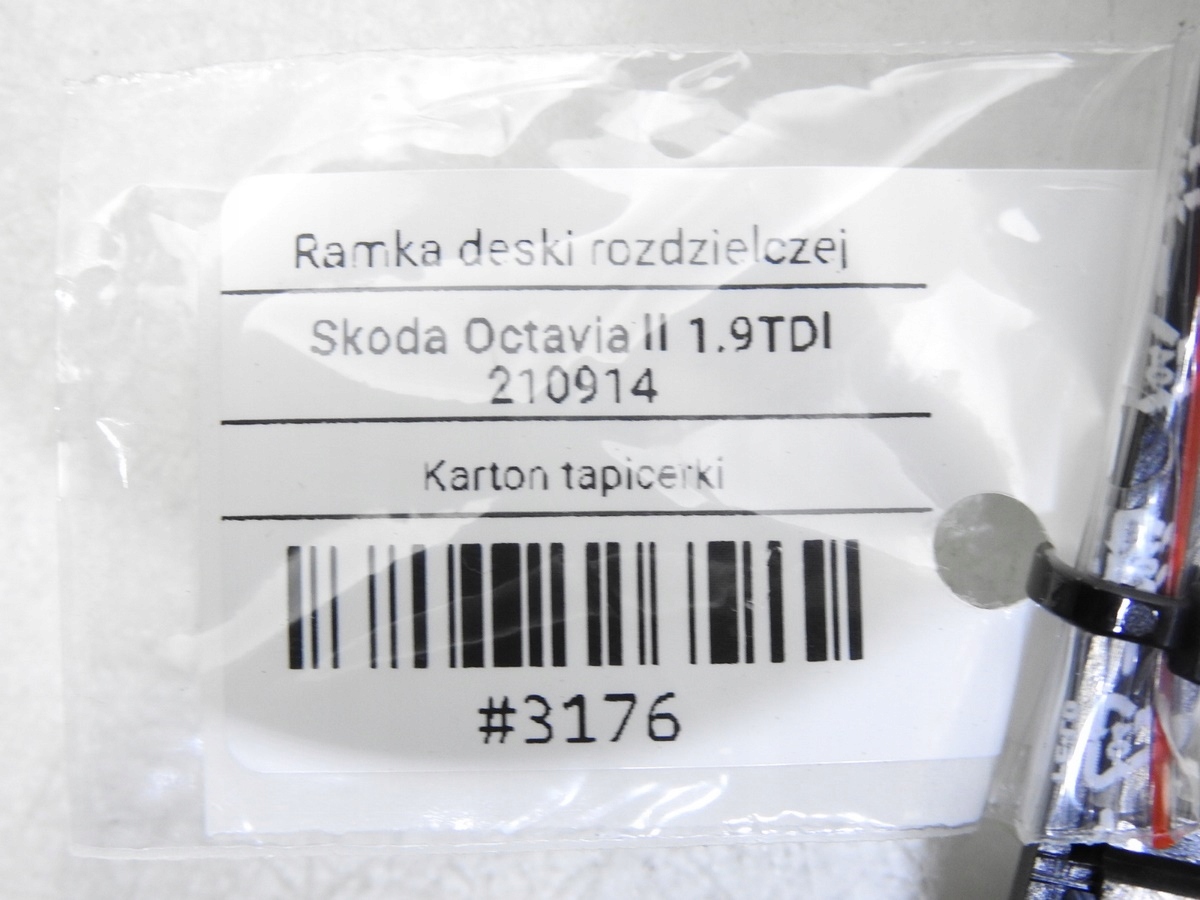 Ramka deski rozdzielczej
Skoda Octavia II 1.9TDI
210914
Karton tapicerki
#3176